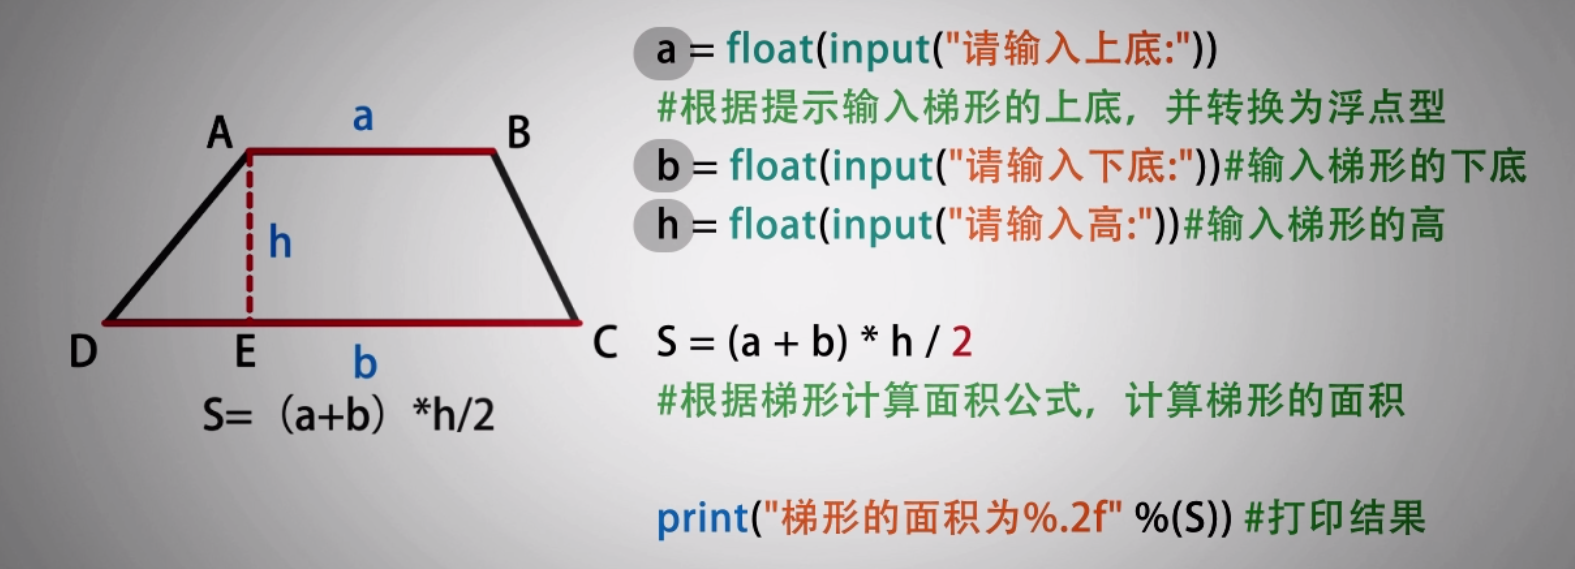 a = float(input("请输入上底:"))
#根据提示输入梯形的上底，并转换为浮点型
b = float(input("请输入下底:"))#输入梯形的下底
h = float(input("请输入高:"))#输入梯形的高
S = (a + b) * h / 2
#根据梯形计算面积公式，计算梯形的面积
print("梯形的面积为%.2f" %(S)) #打印结果
a
A
B
h
D
E
b
C
S=（a+b）*h/2